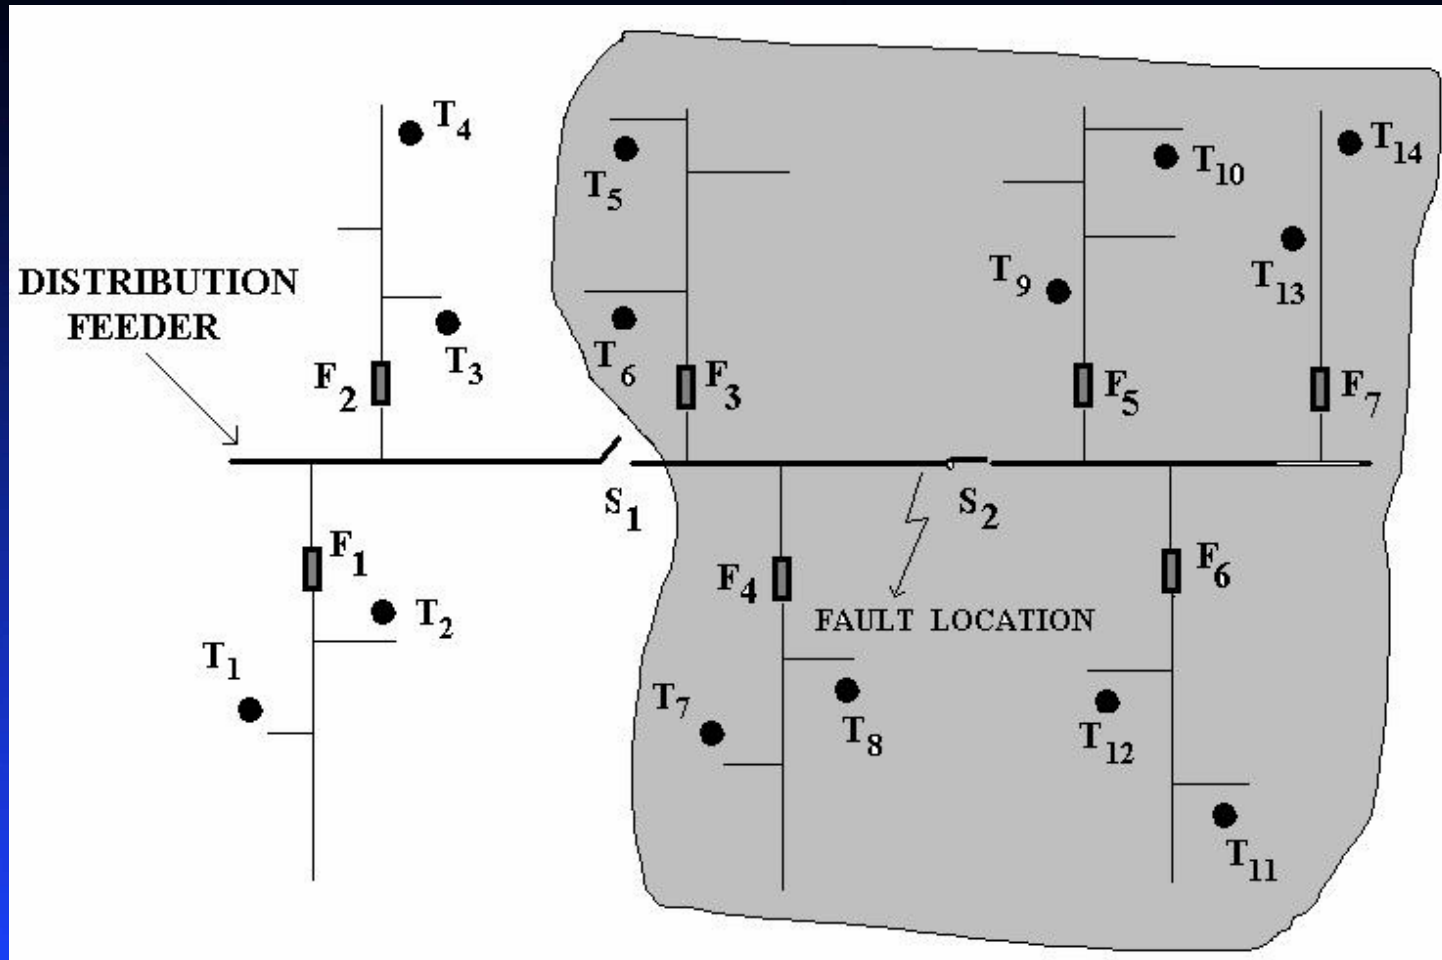 T4
T5
T10
T14
T9
T13
DISTRIBUTION
FEEDER
T3
T6
F2
F3
F5
F7
S1
S2
F1
F4
F6
T2
FAULT LOCATION
T1
T7
T8
T12
T11